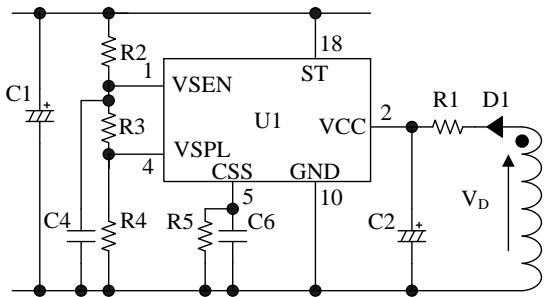 R2
18
C1
1
VSEN
ST
U1
2
R1
D1
R3
VCC
VSPL
4
CSS
GND
5
10
V_D
C4
R4
R5
C6
C2